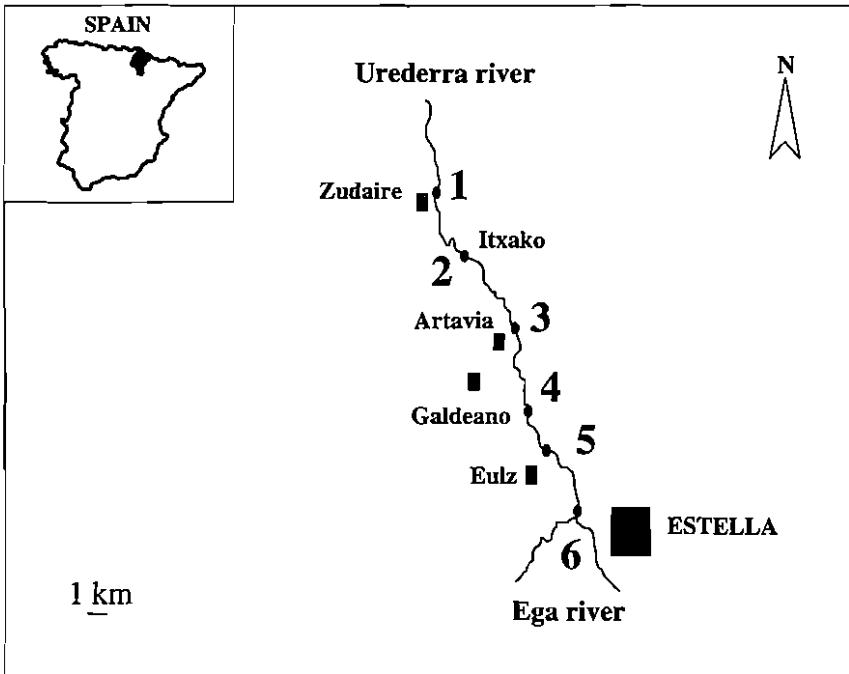 SPAIN
Urederra river
N
Zudaire
1
Itxako
2
Artavia
3
Galdeano
4
5
Eulz
ESTELLA
6
1 km
Ega river